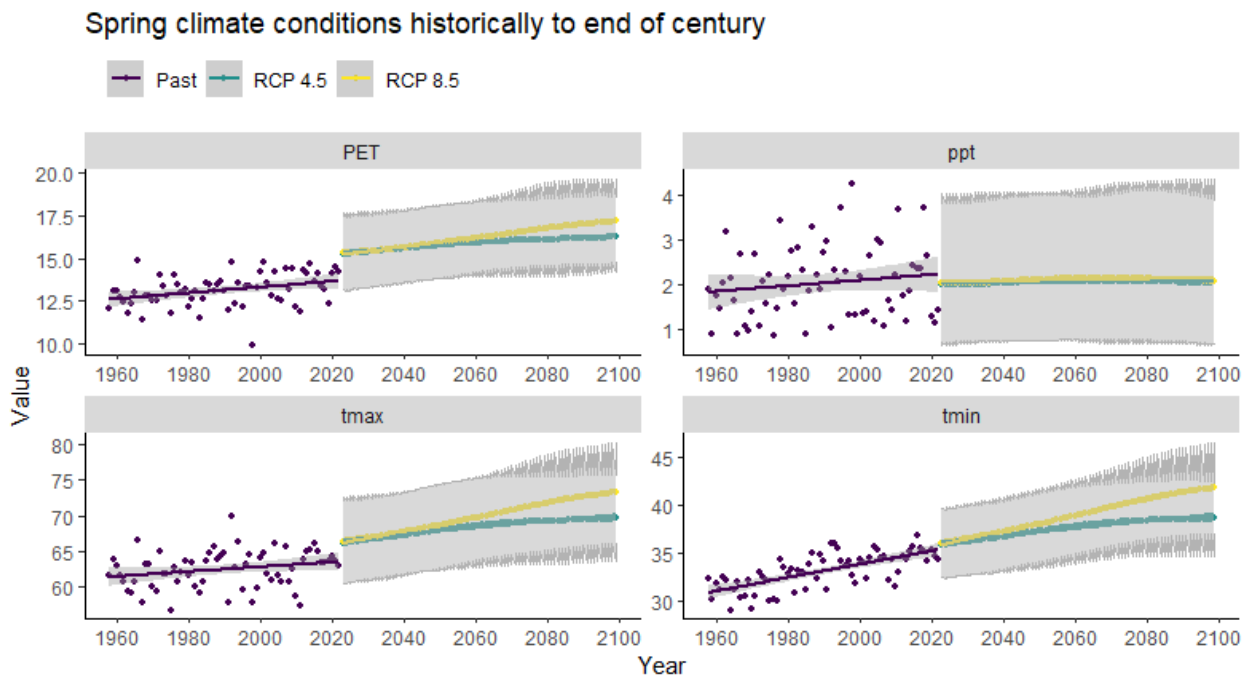 Spring climate conditions historically to end of century
Past RCP 4.5 RCP 8.5
PET
20.0
17.5
15.0
12.5
10.0
1960 1980 2000 2020 2040 2060 2080 2100
ppt
4
3
2
1
1960 1980 2000 2020 2040 2060 2080 2100
Value
tmax
80
75
70
65
60
1960 1980 2000 2020 2040 2060 2080 2100
tmin
45
40
35
30
1960 1980 2000 2020 2040 2060 2080 2100
Year